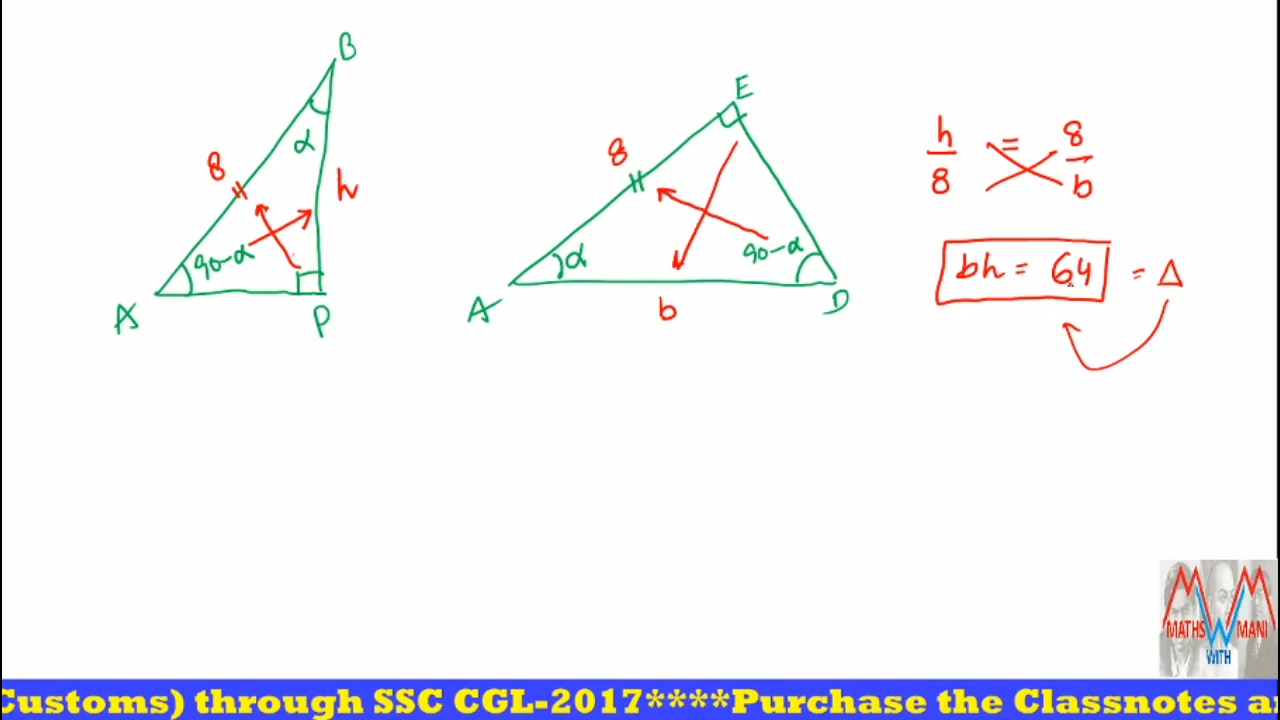 B
α
8
h
90-α
A
P
E
8
α
90-α
A
b
D
h/8 = 8/b
bh = 64 = Δ
MATHS WITH MANI
Customs) through SSC CGL-2017****Purchase the Classnotes a